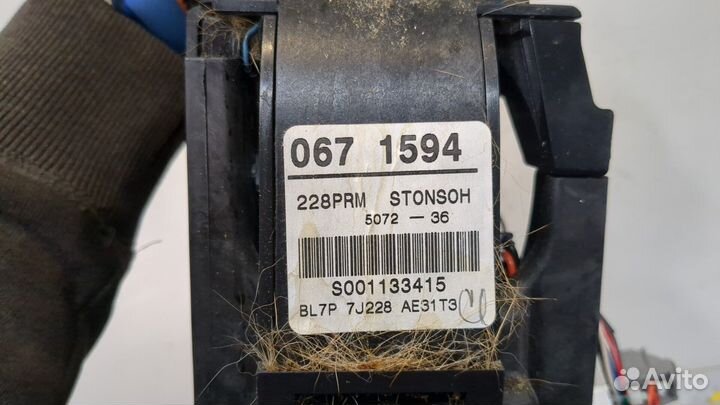 067 1594
228PRM STONSOH
5072 - 36
S001133415
BL7P 7J228 AE31T3
Avito